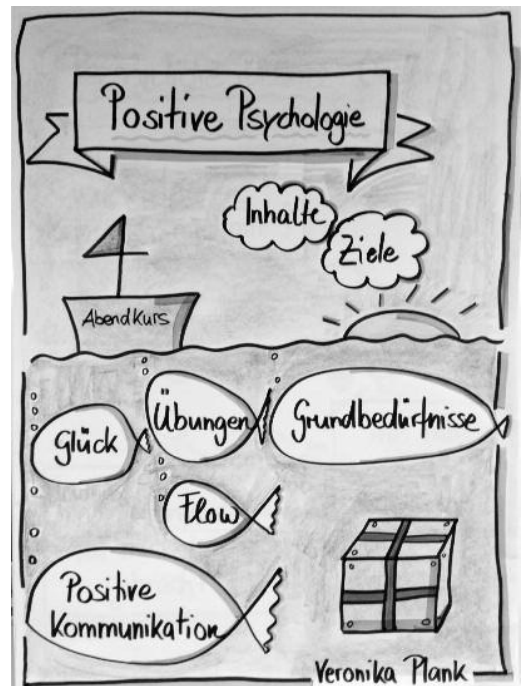 Positive Psychologie
Inhalte
Ziele
Abendkurs
Glück
Übungen
Grundbedürfnisse
Flow
Positive
Kommunikation
Veronika Plank